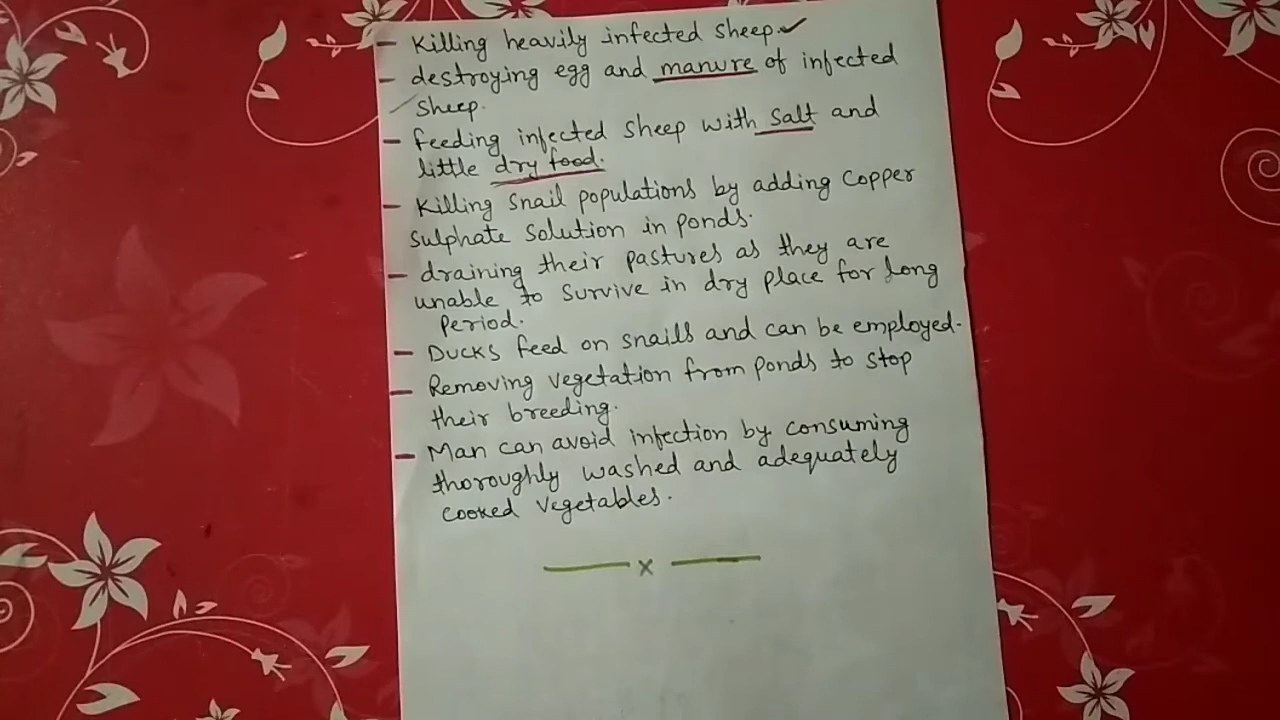 - Killing heavily infected sheep.
- destroying egg and manure of infected
sheep.
- feeding infected sheep with salt and
little dry food.
- Killing snail populations by adding copper
sulphate solution in ponds.
- draining their pastures as they are
unable to survive in dry place for long
period.
- Ducks feed on snails and can be employed.
- Removing vegetation from ponds to stop
their breeding.
- Man can avoid infection by consuming
thoroughly washed and adequately
cooked vegetables.
x